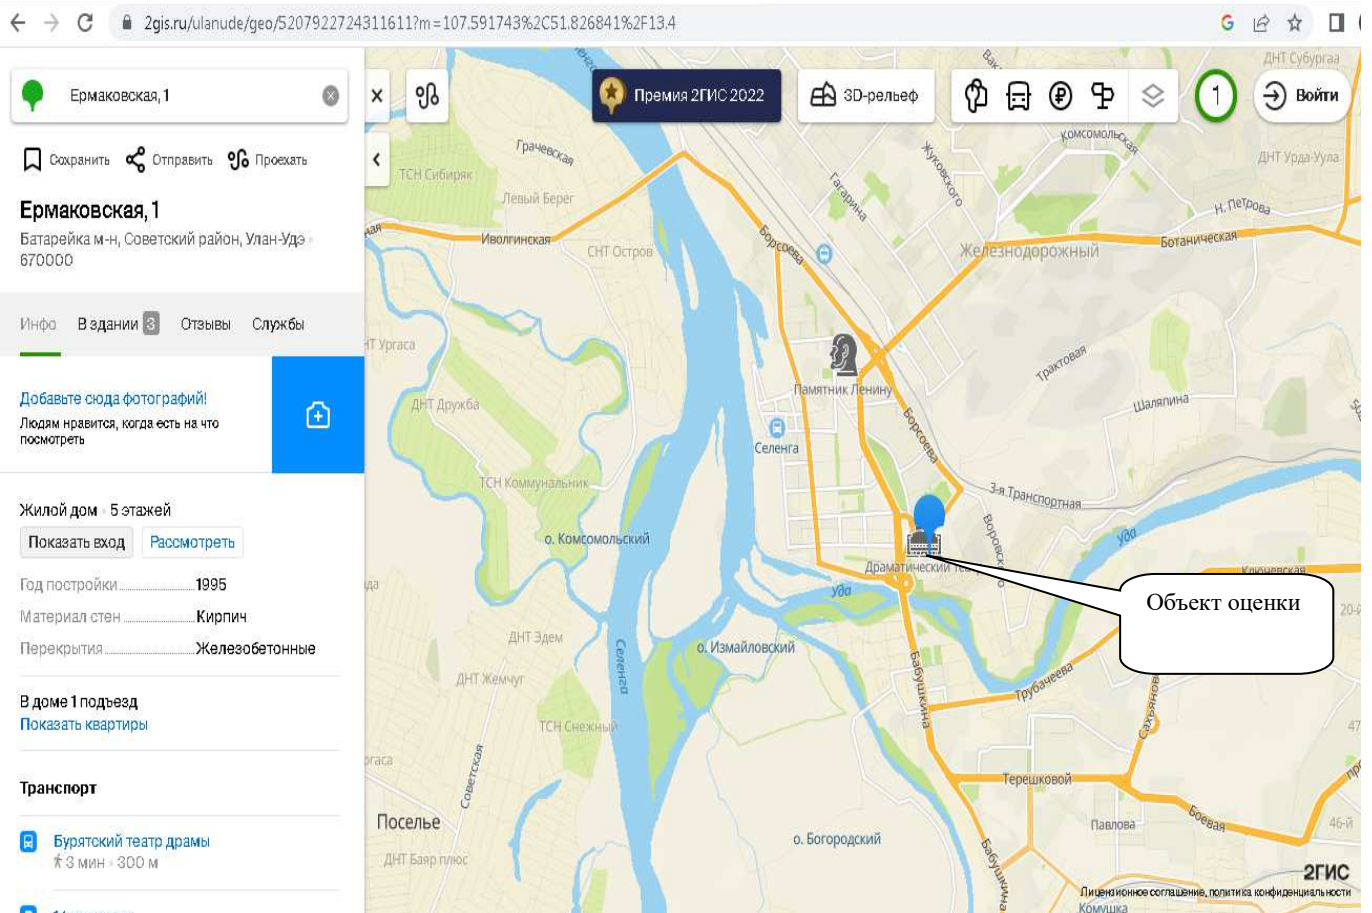 2gis.ru/ulanude/geo/5207922724311611?m=107.591743%2C51.826841%2F13.4
Ермаковская, 1
Сохранить Отправить Проехать
Ермаковская, 1
Батарейка м-н, Советский район, Улан-Удэ
670000
Инфо В здании 3 Отзывы Службы
Добавьте сюда фотографий!
Людям нравится, когда есть на что
посмотреть
Жилой дом 5 этажей
Показать вход Рассмотреть
Год постройки 1995
Материал стен Кирпич
Перекрытия Железобетонные
В доме 1 подъезд
Показать квартиры
Транспорт
Бурятский театр драмы
3 мин 300 м
Премия 2ГИС 2022
3D-рельеф
1
Войти
ДНТ Субургаа
Комсомольская
ДНТ Урда-Уула
Грачевская
ТСН Сибиряк
Левый Берег
Гагарина
Жуковского
Н. Петрова
Иволгинская
СНТ Остров
Борсоева
Железнодорожный
Ботаническая
ДНТ Дружба
Памятник Ленину
Трактовая
Шаляпина
Борсоева
Селенга
ТСН Коммунальник
3-я Транспортная
о. Комсомольский
Воровского
Уда
Драматический
Ключевская
Уда
Объект оценки
20-й
ДНТ Эдем
о. Измайловский
Селенга
ДНТ Жемчуг
Бабушкина
Трубачеева
ТСН Снежный
Советская
Терешковой
Поселье
Павлова
Боевая
46-й
о. Богородский
ДНТ Баяр плюс
Бабушкина
2ГИС
Лицензионное соглашение, политика конфиденциальности
Комушка